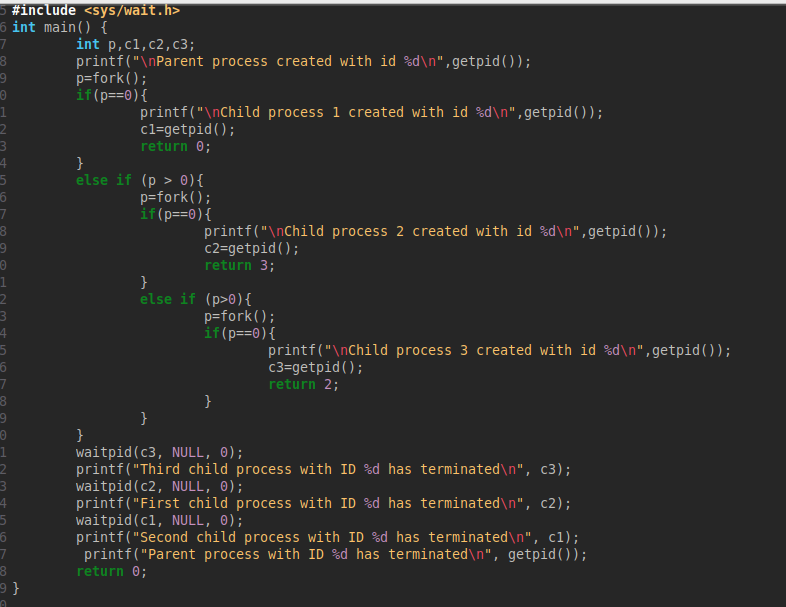 5 #include <sys/wait.h>
6 int main() {
7         int p,c1,c2,c3;
8         printf("\nParent process created with id %d\n",getpid());
9         p=fork();
0         if(p==0){
1                 printf("\nChild process 1 created with id %d\n",getpid());
2                 c1=getpid();
3                 return 0;
4         }
5         else if (p > 0){
6                 p=fork();
7                 if(p==0){
8                         printf("\nChild process 2 created with id %d\n",getpid());
9                         c2=getpid();
0                         return 3;
1                 }
2                 else if (p>0){
3                         p=fork();
4                         if(p==0){
5                                 printf("\nChild process 3 created with id %d\n",getpid());
6                                 c3=getpid();
7                                 return 2;
8                         }
9                 }
0         }
1         waitpid(c3, NULL, 0);
2         printf("Third child process with ID %d has terminated\n", c3);
3         waitpid(c2, NULL, 0);
4         printf("First child process with ID %d has terminated\n", c2);
5         waitpid(c1, NULL, 0);
6         printf("Second child process with ID %d has terminated\n", c1);
7          printf("Parent process with ID %d has terminated\n", getpid());
8         return 0;
9 }
0